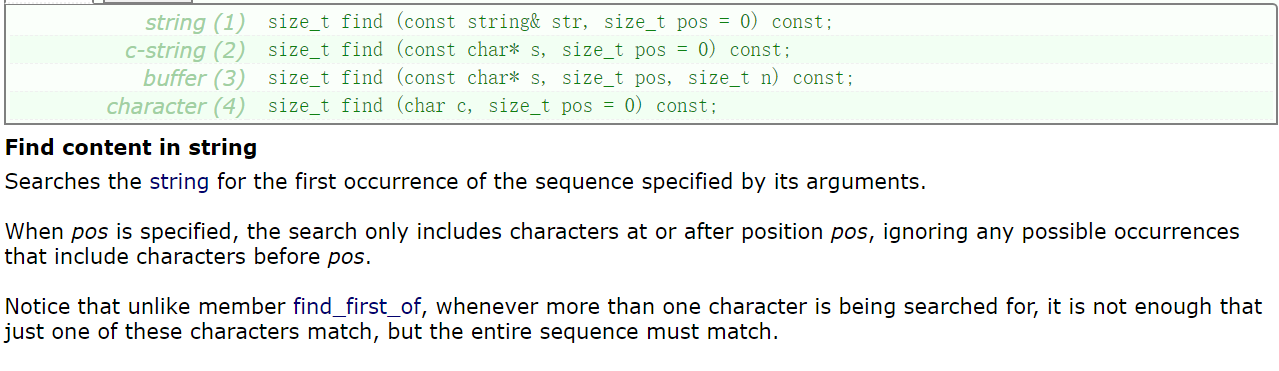 string (1) size_t find (const string& str, size_t pos = 0) const;
c-string (2) size_t find (const char* s, size_t pos = 0) const;
buffer (3) size_t find (const char* s, size_t pos, size_t n) const;
character (4) size_t find (char c, size_t pos = 0) const;
Find content in string
Searches the string for the first occurrence of the sequence specified by its arguments.
When pos is specified, the search only includes characters at or after position pos, ignoring any possible occurrences
that include characters before pos.
Notice that unlike member find_first_of, whenever more than one character is being searched for, it is not enough that
just one of these characters match, but the entire sequence must match.